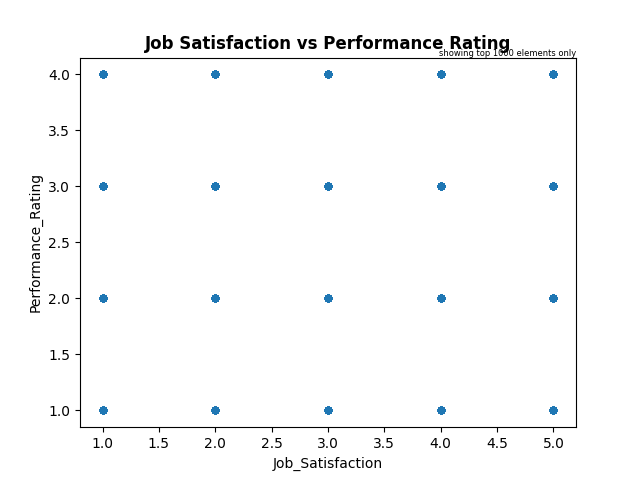 Job Satisfaction vs Performance Rating
showing top 1000 elements only
4.0
3.5
3.0
2.5
2.0
1.5
1.0
Performance_Rating
1.0 1.5 2.0 2.5 3.0 3.5 4.0 4.5 5.0
Job_Satisfaction